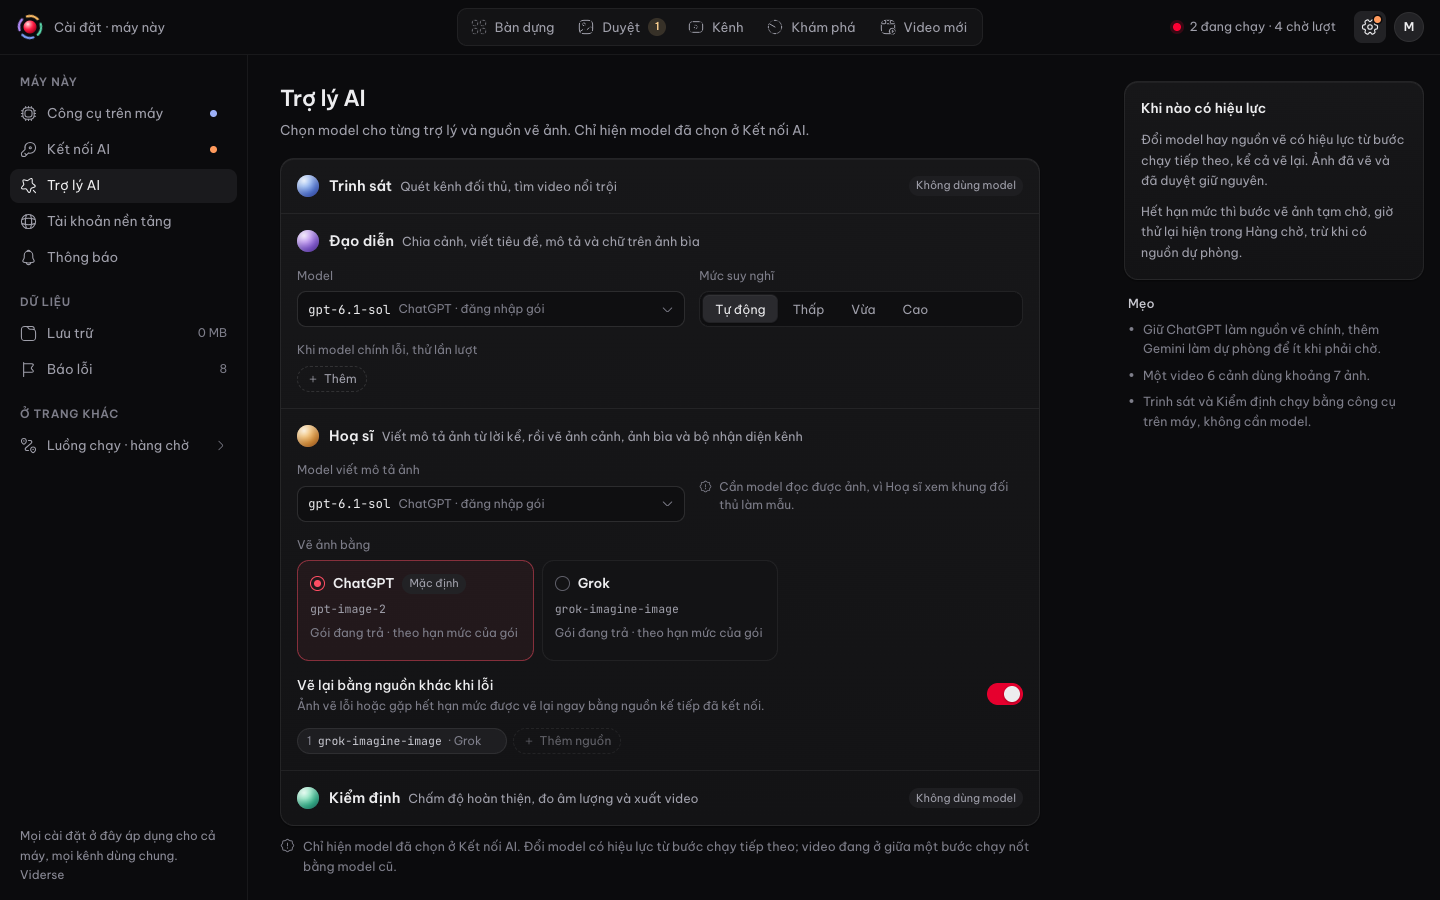 Cài đặt · máy này
Bàn dựng
Duyệt 1
Kênh
Khám phá
Video mới
2 đang chạy · 4 chờ lượt
M
MÁY NÀY
Công cụ trên máy
Kết nối AI
Trợ lý AI
Tài khoản nền tảng
Thông báo
DỮ LIỆU
Lưu trữ 0 MB
Báo lỗi 8
Ở TRANG KHÁC
Luồng chạy · hàng chờ
Mọi cài đặt ở đây áp dụng cho cả
máy, mọi kênh dùng chung.
Viderse
Trợ lý AI
Chọn model cho từng trợ lý và nguồn vẽ ảnh. Chỉ hiện model đã chọn ở Kết nối AI.
Trinh sát Quét kênh đối thủ, tìm video nổi trội
Không dùng model
Đạo diễn Chia cảnh, viết tiêu đề, mô tả và chữ trên ảnh bìa
Model
gpt-6.1-sol ChatGPT · đăng nhập gói
Mức suy nghĩ
Tự động Thấp Vừa Cao
Khi model chính lỗi, thử lần lượt
+ Thêm
Hoạ sĩ Viết mô tả ảnh từ lời kể, rồi vẽ ảnh cảnh, ảnh bìa và bộ nhận diện kênh
Model viết mô tả ảnh
gpt-6.1-sol ChatGPT · đăng nhập gói
Cần model đọc được ảnh, vì Hoạ sĩ xem khung đối
thủ làm mẫu.
Vẽ ảnh bằng
ChatGPT Mặc định
gpt-image-2
Gói đang trả · theo hạn mức của gói
Grok
grok-imagine-image
Gói đang trả · theo hạn mức của gói
Vẽ lại bằng nguồn khác khi lỗi
Ảnh vẽ lỗi hoặc gặp hết hạn mức được vẽ lại ngay bằng nguồn kế tiếp đã kết nối.
1 grok-imagine-image · Grok
+ Thêm nguồn
Kiểm định Chấm độ hoàn thiện, đo âm lượng và xuất video
Không dùng model
Chỉ hiện model đã chọn ở Kết nối AI. Đổi model có hiệu lực từ bước chạy tiếp theo; video đang ở giữa một bước chạy nốt
bằng model cũ.
Khi nào có hiệu lực
Đổi model hay nguồn vẽ có hiệu lực từ bước
chạy tiếp theo, kể cả vẽ lại. Ảnh đã vẽ và
đã duyệt giữ nguyên.
Hết hạn mức thì bước vẽ ảnh tạm chờ, giờ
thử lại hiện trong Hàng chờ, trừ khi có
nguồn dự phòng.
Mẹo
• Giữ ChatGPT làm nguồn vẽ chính, thêm
Gemini làm dự phòng để ít khi phải chờ.
• Một video 6 cảnh dùng khoảng 7 ảnh.
• Trinh sát và Kiểm định chạy bằng công cụ
trên máy, không cần model.